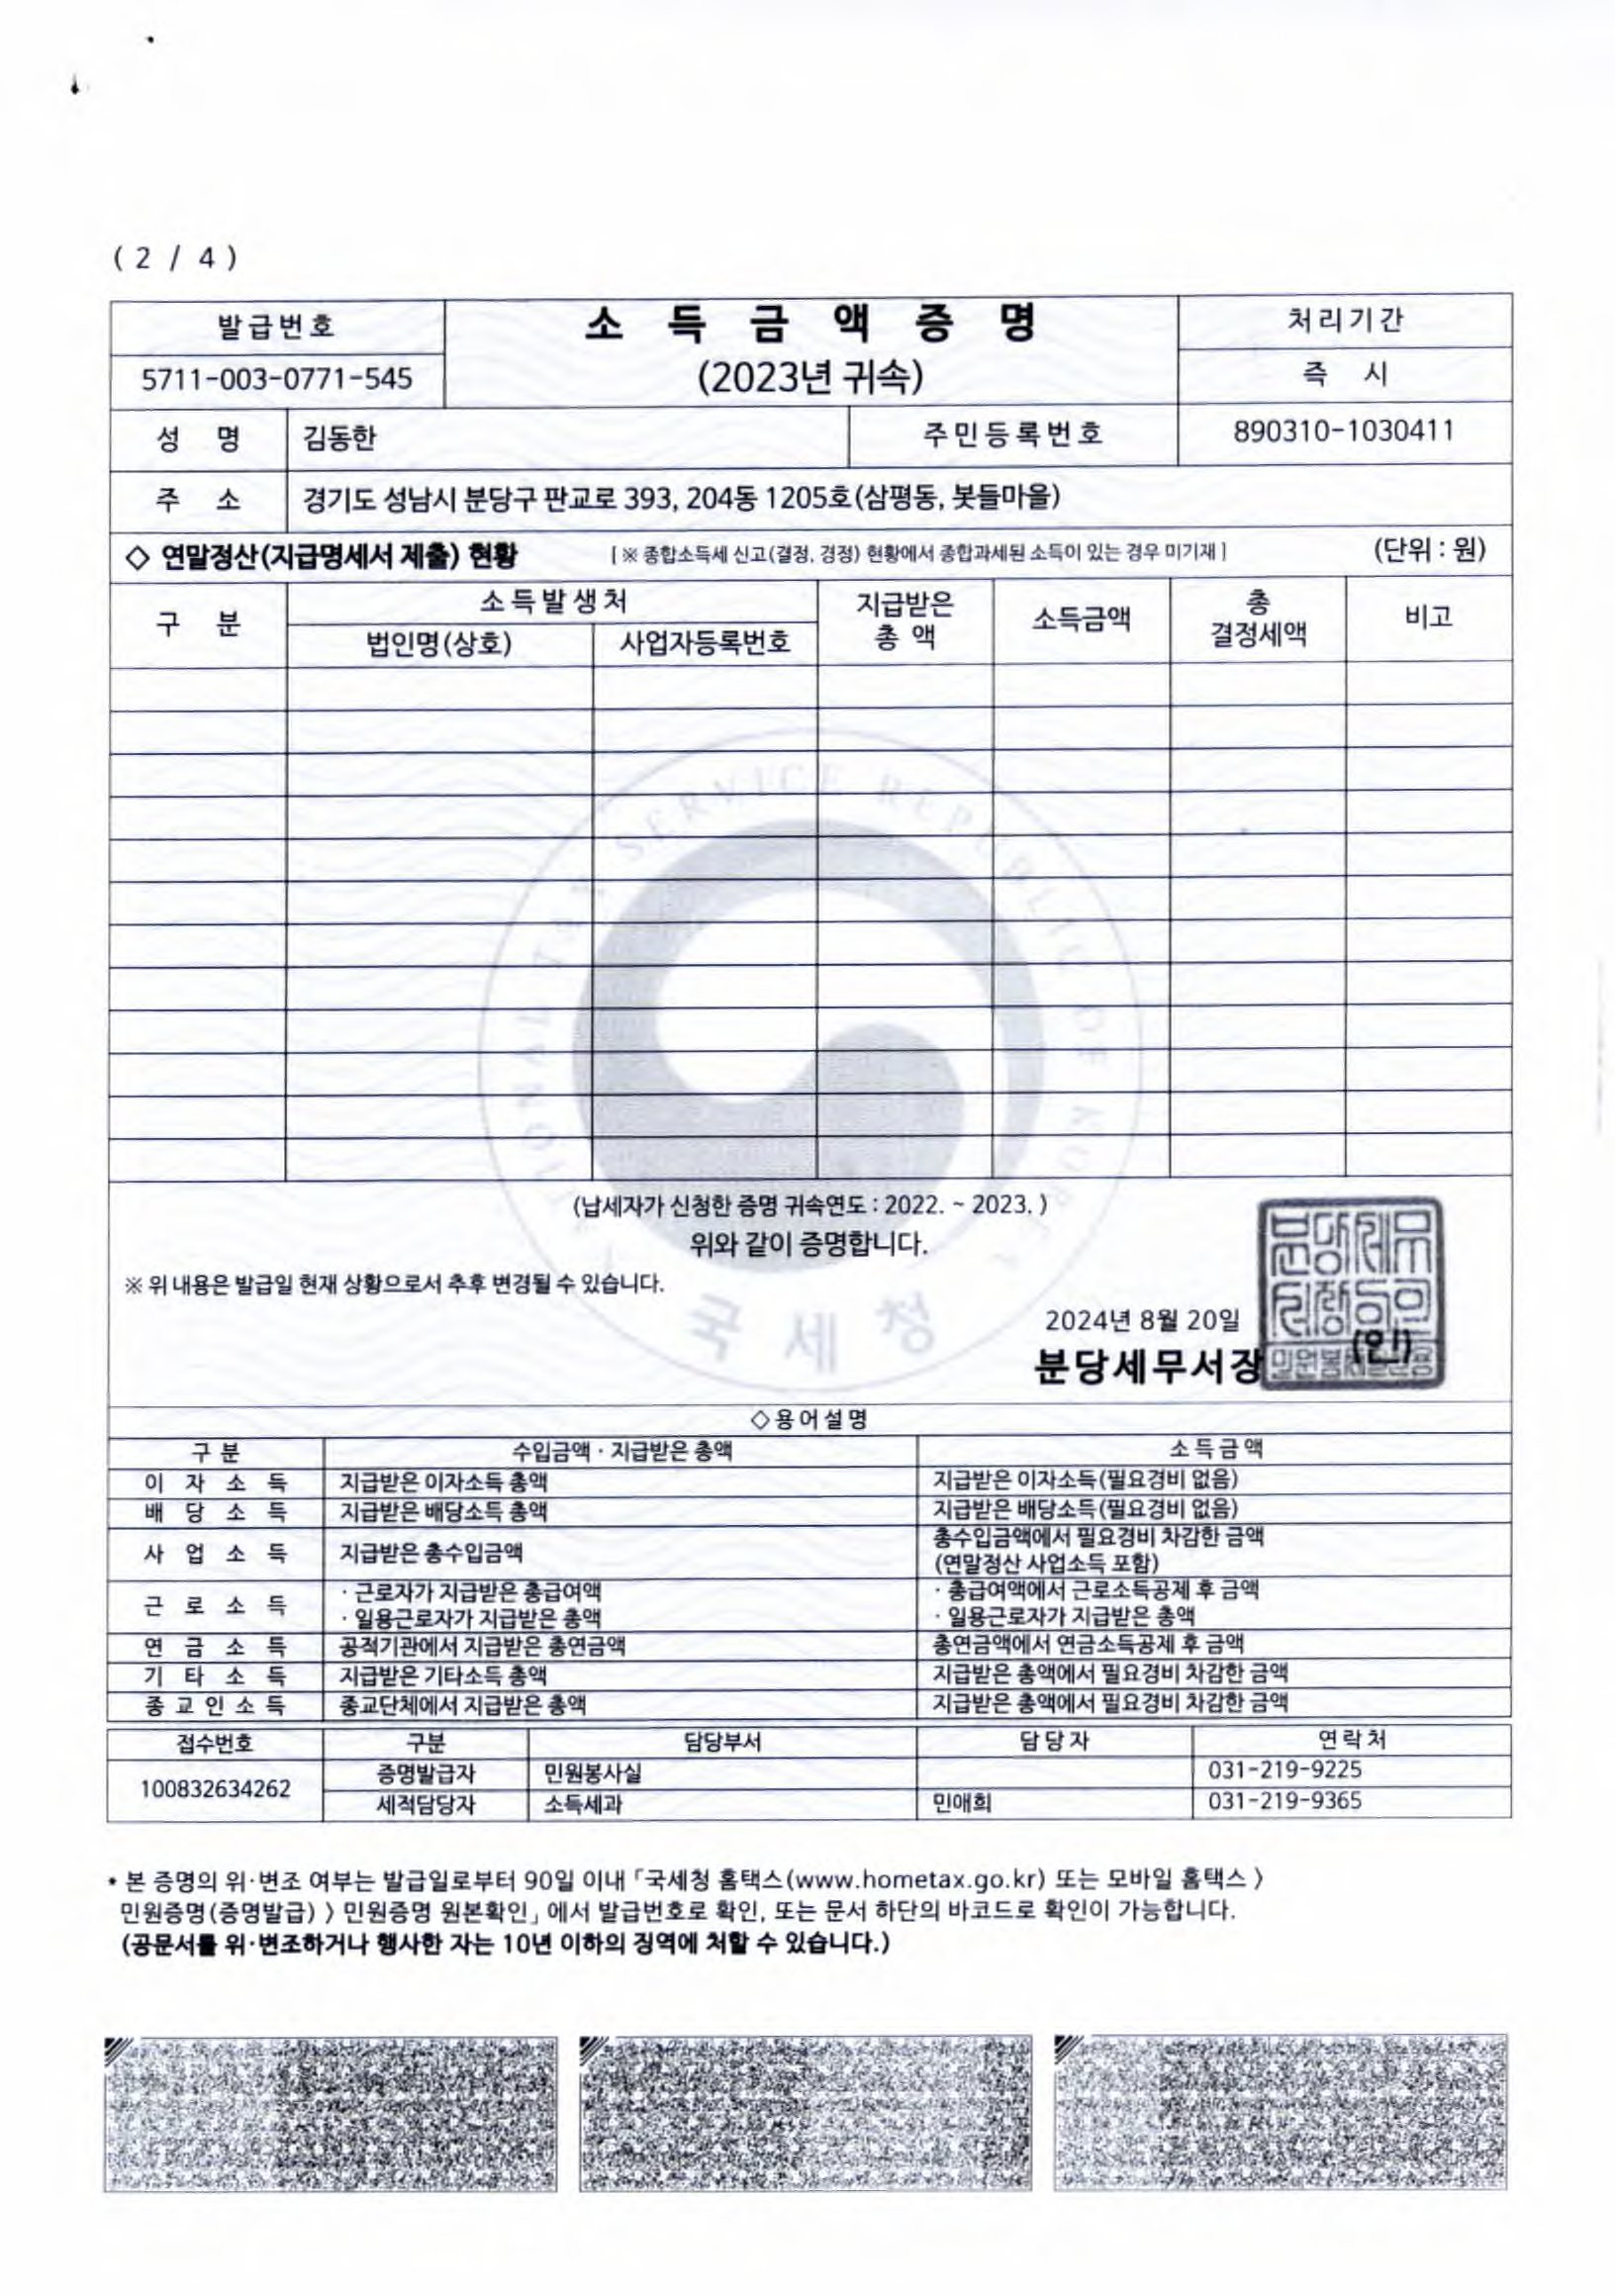 ( 2 / 4 )
발급번호
소 득 금 액 증 명
처리기간
5711-003-0771-545
(2023년 귀속)
즉 시
성 명 김동한 주민등록번호 890310-1030411
주 소 경기도 성남시 분당구 판교로 393, 204동 1205호(삼평동, 봇들마을)
◇ 연말정산(지급명세서 제출) 현황 [ ※ 종합소득세 신고(결정, 경정) 현황에서 종합과세된 소득이 있는 경우 미기재 ] (단위 : 원)
구 분 소득발생처 지급받은 총 액 소득금액 총 결정세액 비고
법인명(상호) 사업자등록번호
(납세자가 신청한 증명 귀속연도 : 2022. ~ 2023. )
위와 같이 증명합니다.
※ 위 내용은 발급일 현재 상황으로서 추후 변경될 수 있습니다.
국세청
2024년 8월 20일
분당세무서장 (인)
◇용어설명
구 분 수입금액 · 지급받은 총액 소득금액
이 자 소 득 지급받은 이자소득 총액 지급받은 이자소득(필요경비 없음)
배 당 소 득 지급받은 배당소득 총액 지급받은 배당소득(필요경비 없음)
사 업 소 득 지급받은 총수입금액 총수입금액에서 필요경비 차감한 금액
(연말정산 사업소득 포함)
근 로 소 득 · 근로자가 지급받은 총급여액 · 총급여액에서 근로소득공제 후 금액
· 일용근로자가 지급받은 총액 · 일용근로자가 지급받은 총액
연 금 소 득 공적기관에서 지급받은 총연금액 총연금액에서 연금소득공제 후 금액
기 타 소 득 지급받은 기타소득 총액 지급받은 총액에서 필요경비 차감한 금액
종 교 인 소 득 종교단체에서 지급받은 총액 지급받은 총액에서 필요경비 차감한 금액
접수번호 구분 담당부서 담당자 연락처
100832634262 증명발급자 민원봉사실 031-219-9225
세적담당자 소득세과 민애희 031-219-9365
* 본 증명의 위·변조 여부는 발급일로부터 90일 이내「국세청 홈택스(www.hometax.go.kr) 또는 모바일 홈택스 〉
민원증명(증명발급) 〉 민원증명 원본확인」에서 발급번호로 확인, 또는 문서 하단의 바코드로 확인이 가능합니다.
(공문서를 위·변조하거나 행사한 자는 10년 이하의 징역에 처할 수 있습니다.)